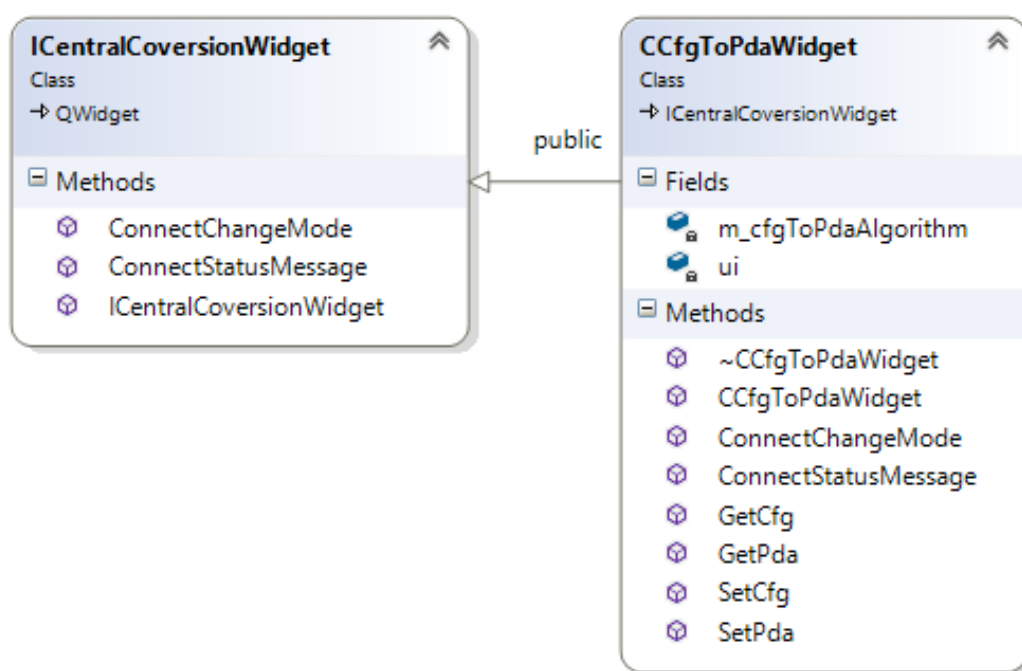 ICentralCoversionWidget
Class
QWidget
Methods
ConnectChangeMode
ConnectStatusMessage
ICentralCoversionWidget
public
CCfgToPdaWidget
Class
ICentralCoversionWidget
Fields
m_cfgToPdaAlgorithm
ui
Methods
~CCfgToPdaWidget
CCfgToPdaWidget
ConnectChangeMode
ConnectStatusMessage
GetCfg
GetPda
SetCfg
SetPda